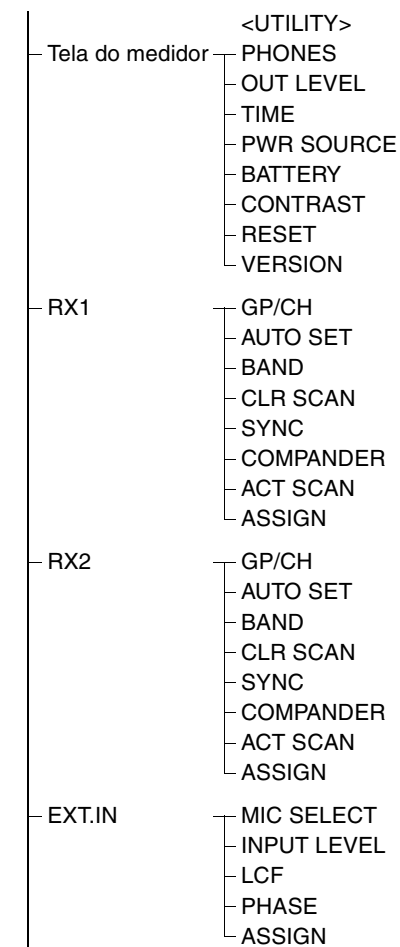 <UTILITY>
Tela do medidor PHONES
OUT LEVEL
TIME
PWR SOURCE
BATTERY
CONTRAST
RESET
VERSION
RX1 GP/CH
AUTO SET
BAND
CLR SCAN
SYNC
COMPANDER
ACT SCAN
ASSIGN
RX2 GP/CH
AUTO SET
BAND
CLR SCAN
SYNC
COMPANDER
ACT SCAN
ASSIGN
EXT.IN MIC SELECT
INPUT LEVEL
LCF
PHASE
ASSIGN